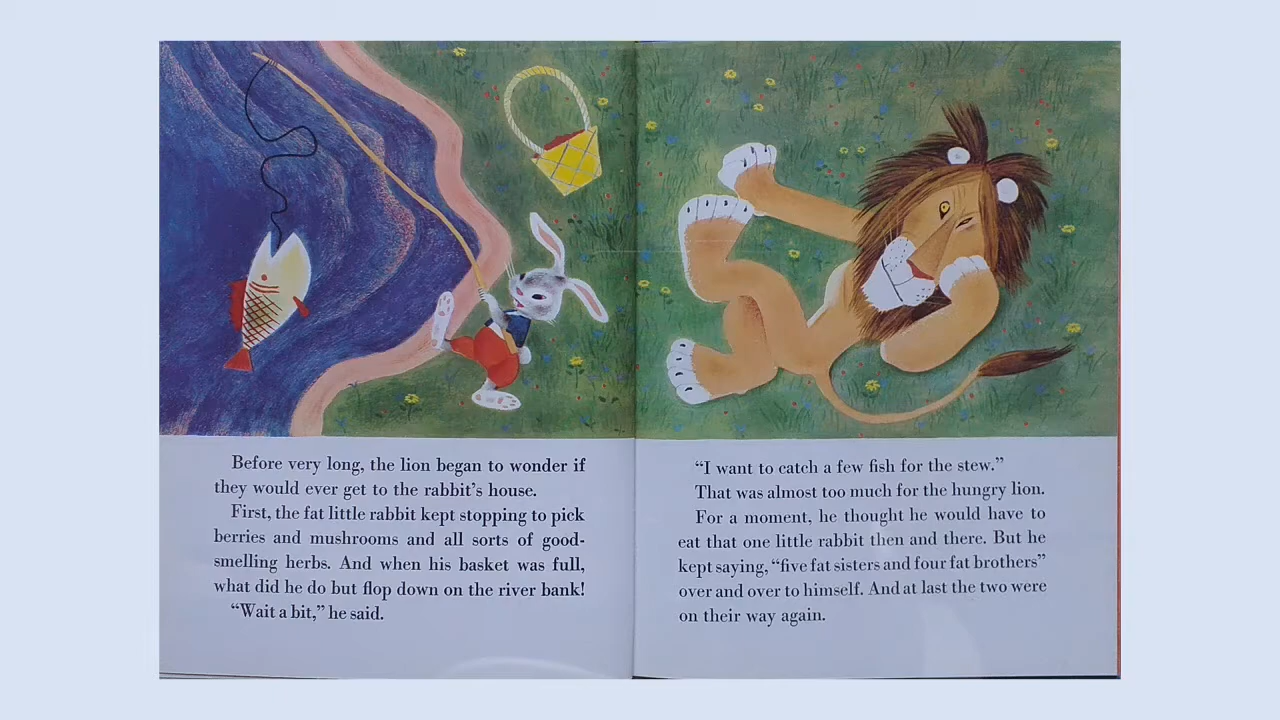 Before very long, the lion began to wonder if
they would ever get to the rabbit's house.
First, the fat little rabbit kept stopping to pick
berries and mushrooms and all sorts of good-
smelling herbs. And when his basket was full,
what did he do but flop down on the river bank!
"Wait a bit," he said.
"I want to catch a few fish for the stew."
That was almost too much for the hungry lion.
For a moment, he thought he would have to
eat that one little rabbit then and there. But he
kept saying, "five fat sisters and four fat brothers"
over and over to himself. And at last the two were
on their way again.